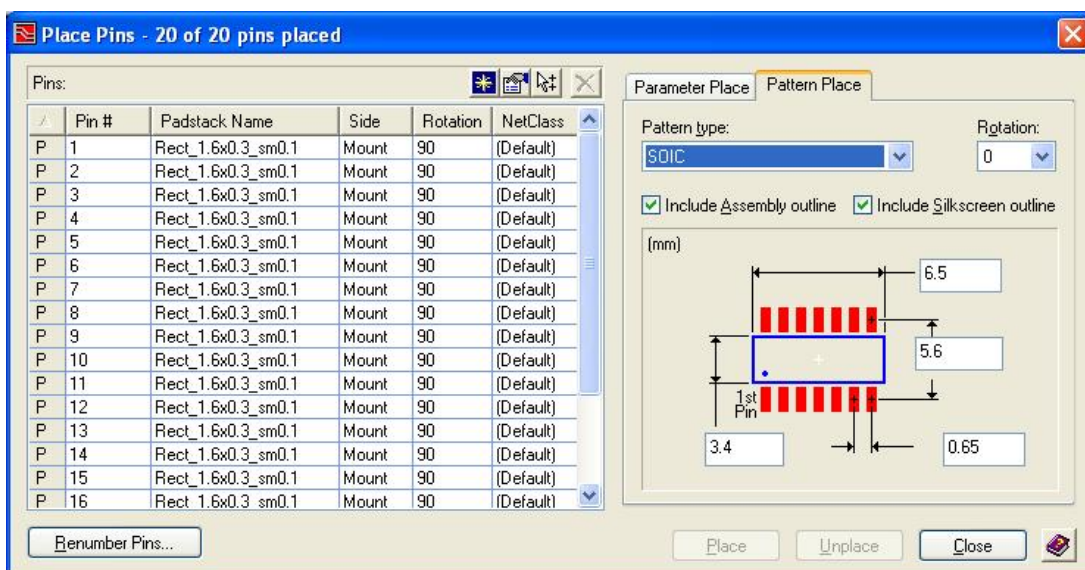 Place Pins - 20 of 20 pins placed
Pins:
Pin # Padstack Name Side Rotation NetClass
P 1 Rect_1.6x0.3_sm0.1 Mount 90 (Default)
P 2 Rect_1.6x0.3_sm0.1 Mount 90 (Default)
P 3 Rect_1.6x0.3_sm0.1 Mount 90 (Default)
P 4 Rect_1.6x0.3_sm0.1 Mount 90 (Default)
P 5 Rect_1.6x0.3_sm0.1 Mount 90 (Default)
P 6 Rect_1.6x0.3_sm0.1 Mount 90 (Default)
P 7 Rect_1.6x0.3_sm0.1 Mount 90 (Default)
P 8 Rect_1.6x0.3_sm0.1 Mount 90 (Default)
P 9 Rect_1.6x0.3_sm0.1 Mount 90 (Default)
P 10 Rect_1.6x0.3_sm0.1 Mount 90 (Default)
P 11 Rect_1.6x0.3_sm0.1 Mount 90 (Default)
P 12 Rect_1.6x0.3_sm0.1 Mount 90 (Default)
P 13 Rect_1.6x0.3_sm0.1 Mount 90 (Default)
P 14 Rect_1.6x0.3_sm0.1 Mount 90 (Default)
P 15 Rect_1.6x0.3_sm0.1 Mount 90 (Default)
P 16 Rect_1.6x0.3_sm0.1 Mount 90 (Default)
Renumber Pins...
Parameter Place Pattern Place
Pattern type: Rotation:
SOIC 0
Include Assembly outline Include Silkscreen outline
(mm)
6.5
5.6
1st
Pin
3.4 0.65
Place Unplace Close